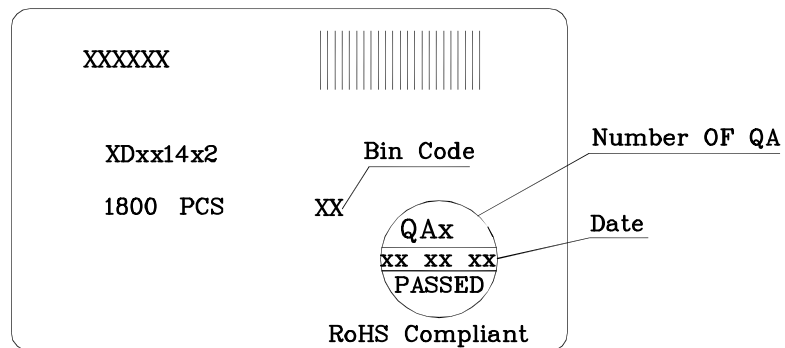 XXXXXX
XDxx14x2
Bin Code
Number OF QA
1800 PCS
XX
QAx
Date
xx xx xx
PASSED
RoHS Compliant